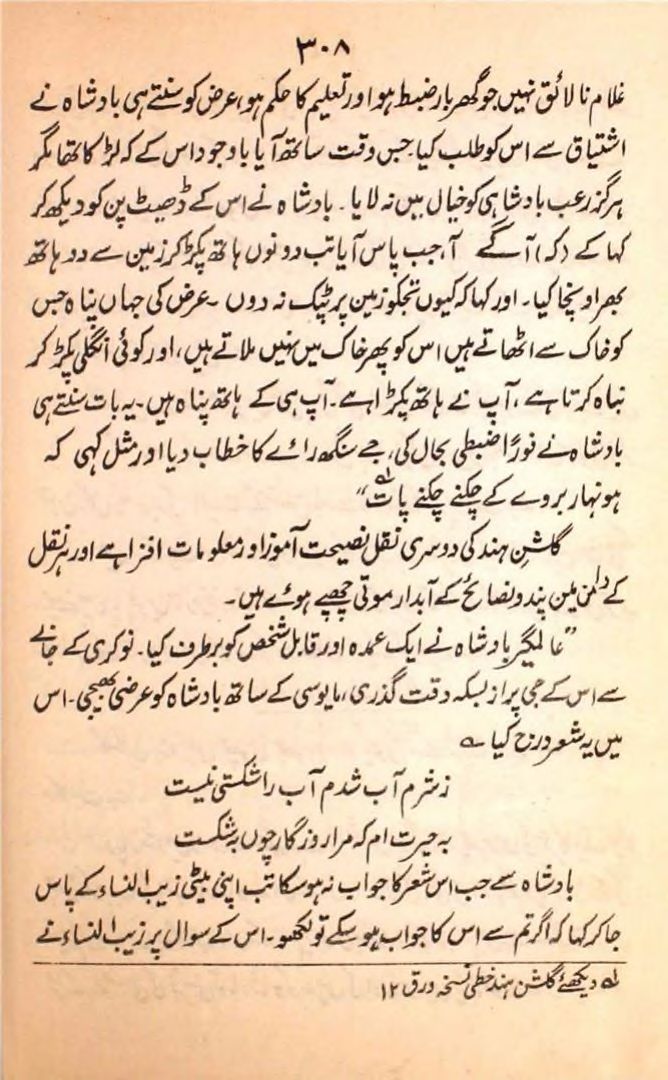 ۳۰۸
غلام نالائق نہیں جو گھر بار ضبط ہو اور تعلیم کا حکم ہو، عرض کو سنتے ہی بادشاہ نے
اشتیاق سے اس کو طلب کیا۔ جس وقت ساتھ آیا باوجود اس کے کہ لڑکا تھا مگر
ہرگز رعب بادشاہی کو خیال میں نہ لایا۔ بادشاہ نے اس کے ڈھیٹ پن کو دیکھ کر
کہا کے (کہ) آگے آ، جب پاس آیا تب دونوں ہاتھ پکڑ کر زمین سے دو ہاتھ
بھر اونچا کیا۔ اور کہا کہ کیوں تجکو زمین پر ٹپک نہ دوں۔ عرض کی جہاں پناہ جس
کو خاک سے اٹھاتے ہیں اس کو پھر خاک میں نہیں ملاتے ہیں، اور کوئی انگلی پکڑ کر
نباہ کرتا ہے، آپ نے ہاتھ پکڑا ہے۔ آپ ہی کے ہاتھ پناہ ہیں۔ یہ بات سنتے ہی
بادشاہ نے فوراً ضبطی بحال کی، جے سنگھ رائے کا خطاب دیا اور مثل کہی کہ
ہونہار بروے کے چکنے چکنے پات ؎۱"
گلشنِ ہند کی دوسری نقل نصیحت آموز اور معلومات افزا ہے اور ہر نقل
کے دامن میں پند و نصائح کے آبدار موتی چھپے ہوئے ہیں۔
"عالمگیر بادشاہ نے ایک عمدہ اور قابل شخص کو برطرف کیا۔ نوکری کے جانے
سے اس کے جی پر از بسکہ دقت گذری، مایوسی کے ساتھ بادشاہ کو عرضی بھیجی۔ اس
میں یہ شعر درج کیا ؎
ز شرم آب شدم آب را شکستی نیست
بہ حیرت ام کہ مرا روزگار چوں بہ شکست
بادشاہ سے جب اس شعر کا جواب نہ ہو سکا تب اپنی بیٹی زیب النساء کے پاس
جا کر کہا کہ اگر تم سے اس کا جواب ہو سکے تو لکھو۔ اس کے سوال پر زیب النساء نے
؎۱ دیکھئے گلشن ہند خطی نسخہ ورق ۱۲